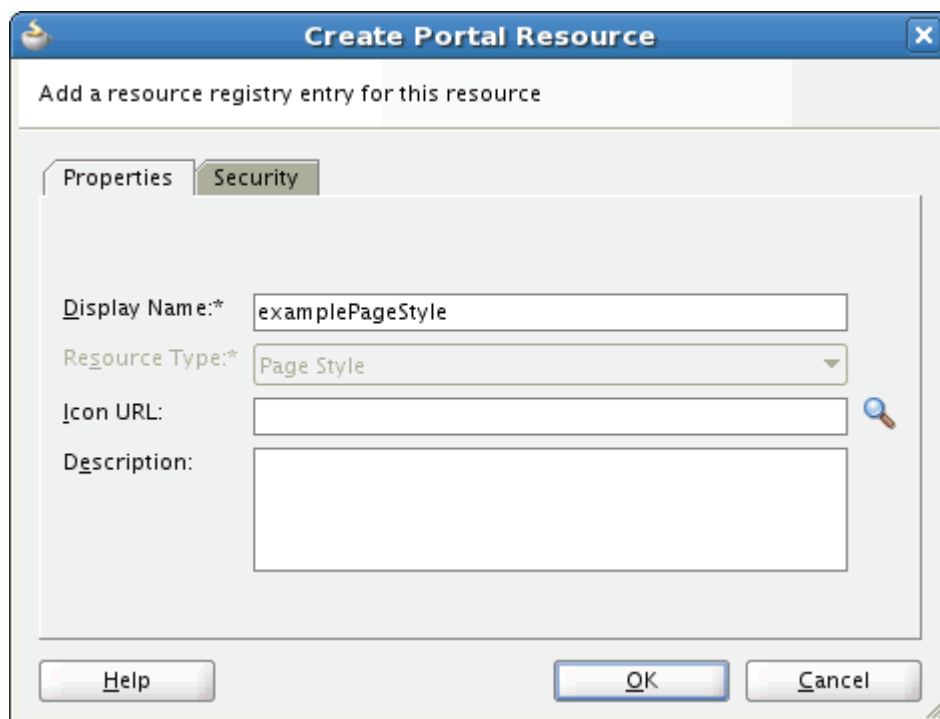 Create Portal Resource
Add a resource registry entry for this resource
Properties Security
Display Name:* examplePageStyle
Resource Type:* Page Style
Icon URL:
Description:
Help OK Cancel